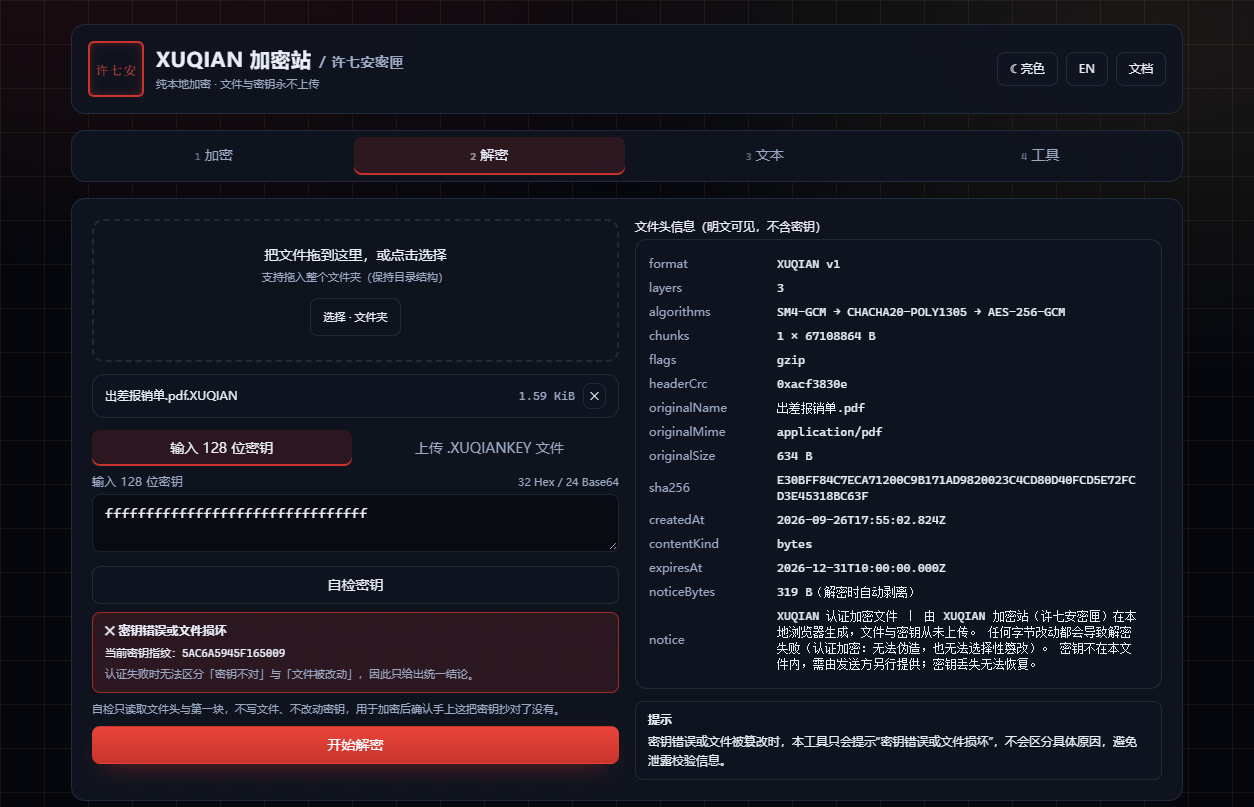 许七安
XUQIAN 加密站 / 许七安密匣
纯本地加密 · 文件与密钥永不上传
☾ 亮色
EN
文档
1 加密
2 解密
3 文本
4 工具
把文件拖到这里，或点击选择
支持拖入整个文件夹（保持目录结构）
选择 · 文件夹
出差报销单.pdf.XUQIAN
1.59 KiB ✕
输入 128 位密钥
上传 .XUQIANKEY 文件
输入 128 位密钥
32 Hex / 24 Base64
ffffffffffffffffffffffffffffffff
自检密钥
✕ 密钥错误或文件损坏
当前密钥指纹：5AC6A5945F165009
认证失败时无法区分「密钥不对」与「文件被改动」，因此只给出统一结论。
自检只读取文件头与第一块，不写文件、不改动密钥，用于加密后确认手上这把密钥抄对了没有。
开始解密
文件头信息（明文可见，不含密钥）
format XUQIAN v1
layers 3
algorithms SM4-GCM → CHACHA20-POLY1305 → AES-256-GCM
chunks 1 × 67108864 B
flags gzip
headerCrc 0xacf3830e
originalName 出差报销单.pdf
originalMime application/pdf
originalSize 634 B
sha256 E30BFF84C7ECA71200C9B171AD9820023C4CD80D40FCD5E72FC
D3E45318BC63F
createdAt 2026-09-26T17:55:02.824Z
contentKind bytes
expiresAt 2026-12-31T10:00:00.000Z
noticeBytes 319 B（解密时自动剥离）
notice XUQIAN 认证加密文件 ｜ 由 XUQIAN 加密站（许七安密匣）在本
地浏览器生成，文件与密钥从未上传。 任何字节改动都会导致解密
失败（认证加密：无法伪造，也无法选择性篡改）。 密钥不在本文
件内，需由发送方另行提供；密钥丢失无法恢复。
提示
密钥错误或文件被篡改时，本工具只会提示“密钥错误或文件损坏”，不会区分具体原因，避免
泄露校验信息。